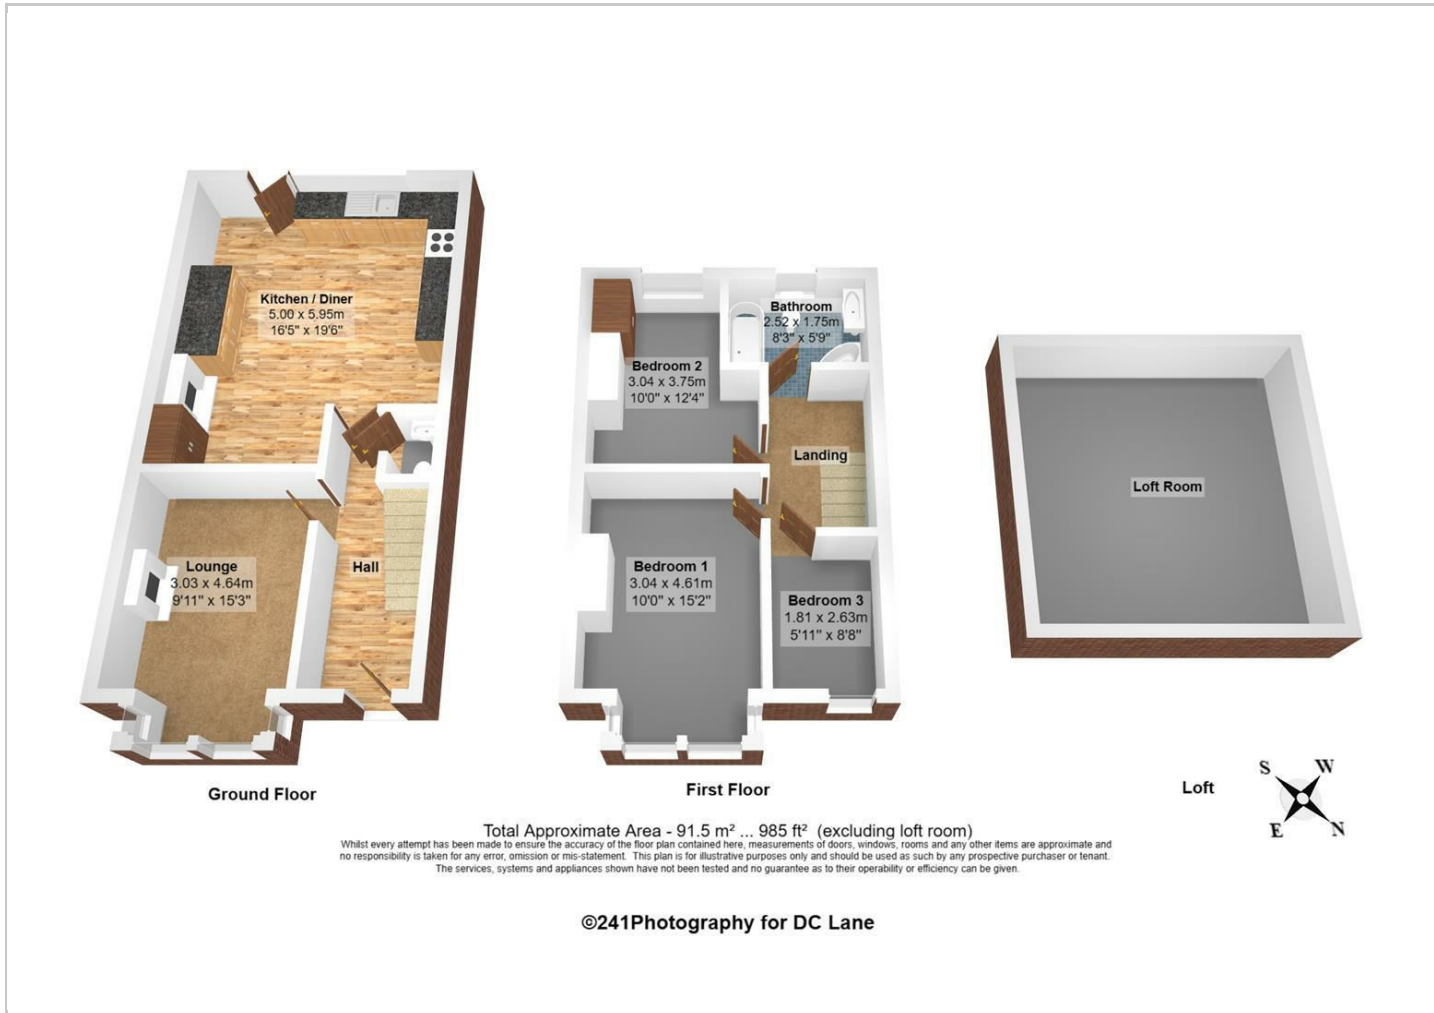 Kitchen / Diner
5.00 x 5.95m
16'5" x 19'6"
Lounge
3.03 x 4.64m
9'11" x 15'3"
Hall
Ground Floor
Bathroom
2.52 x 1.75m
8'3" x 5'9"
Bedroom 2
3.04 x 3.75m
10'0" x 12'4"
Landing
Bedroom 1
3.04 x 4.61m
10'0" x 15'2"
Bedroom 3
1.81 x 2.63m
5'11" x 8'8"
First Floor
Loft Room
Loft
S W
E N
Total Approximate Area - 91.5 m² ... 985 ft² (excluding loft room)
Whilst every attempt has been made to ensure the accuracy of the floor plan contained here, measurements of doors, windows, rooms and any other items are approximate and
no responsibility is taken for any error, omission or mis-statement. This plan is for illustrative purposes only and should be used as such by any prospective purchaser or tenant.
The services, systems and appliances shown have not been tested and no guarantee as to their operability or efficiency can be given.
©241Photography for DC Lane